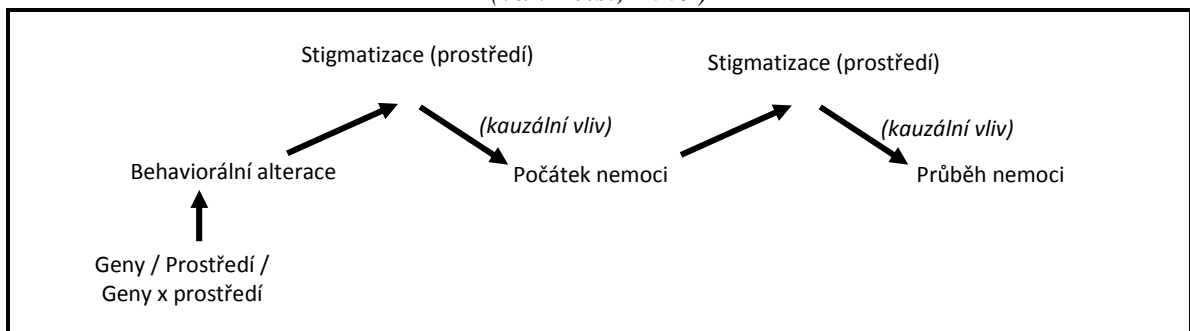 Stigmatizace (prostředí)
Stigmatizace (prostředí)
(kauzální vliv)
(kauzální vliv)
Behaviorální alterace
Počátek nemoci
Průběh nemoci
Geny / Prostředí /
Geny x prostředí